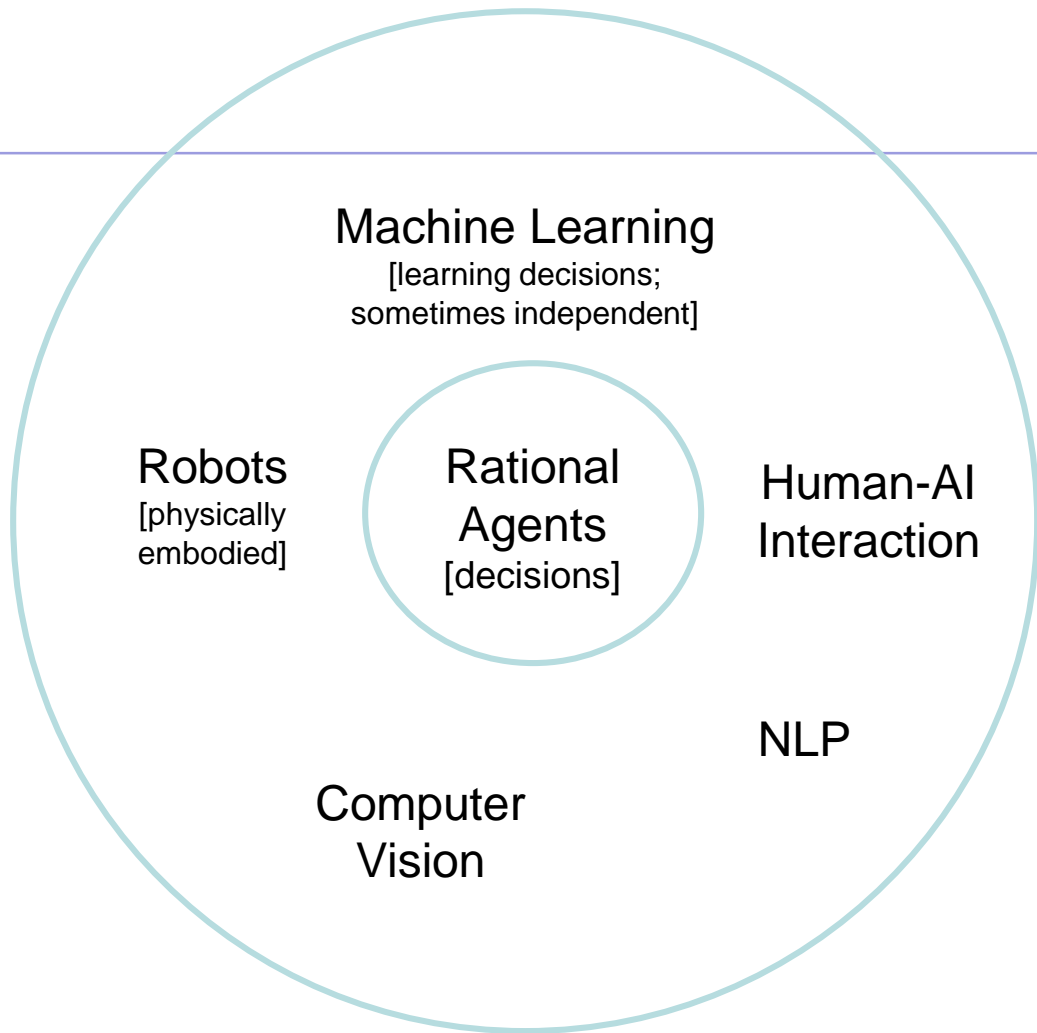 Machine Learning
[learning decisions;
sometimes independent]
Robots
[physically
embodied]
Rational
Agents
[decisions]
Human-AI
Interaction
NLP
Computer
Vision